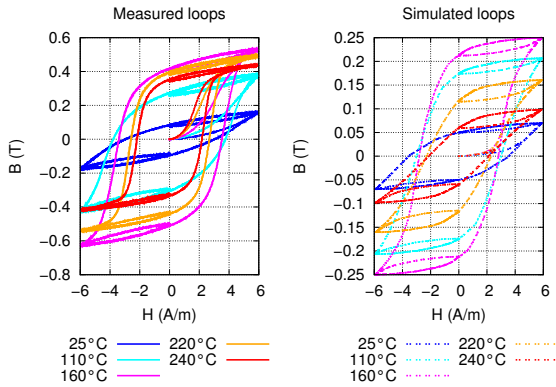 Measured loops
B (T)
0.6
0.4
0.2
0
−0.2
−0.4
−0.6
−0.8
−6 −4 −2 0 2 4 6
H (A/m)
25°C
110°C
160°C
220°C
240°C
Simulated loops
B (T)
0.25
0.2
0.15
0.1
0.05
0
−0.05
−0.1
−0.15
−0.2
−0.25
−6 −4 −2 0 2 4 6
H (A/m)
25°C
110°C
160°C
220°C
240°C